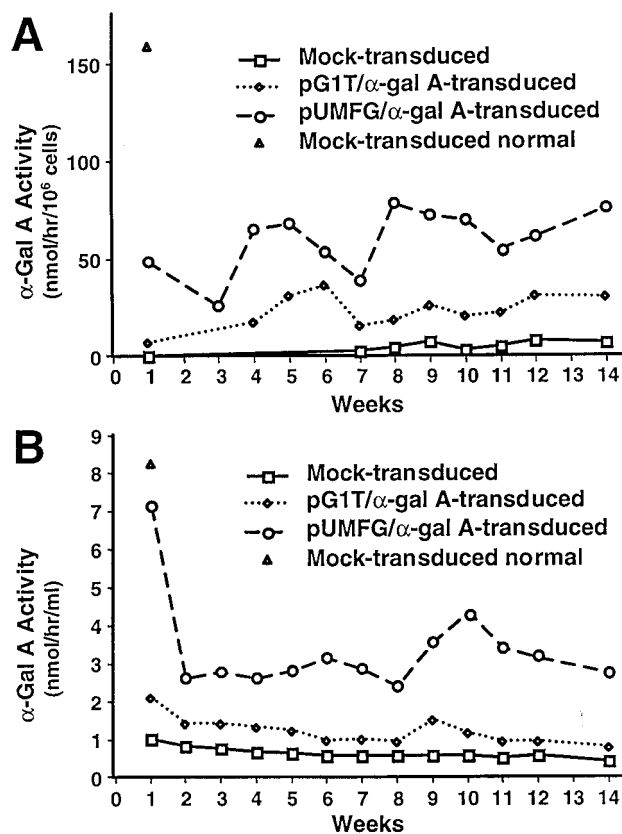 A
α-Gal A Activity
(nmol/hr/10⁶ cells)
150
100
50
0
Mock-transduced
pG1T/α-gal A-transduced
pUMFG/α-gal A-transduced
Mock-transduced normal
0 1 2 3 4 5 6 7 8 9 10 11 12 13 14
Weeks
B
α-Gal A Activity
(nmol/hr/ml)
9
8
7
6
5
4
3
2
1
0
Mock-transduced
pG1T/α-gal A-transduced
pUMFG/α-gal A-transduced
Mock-transduced normal
0 1 2 3 4 5 6 7 8 9 10 11 12 13 14
Weeks